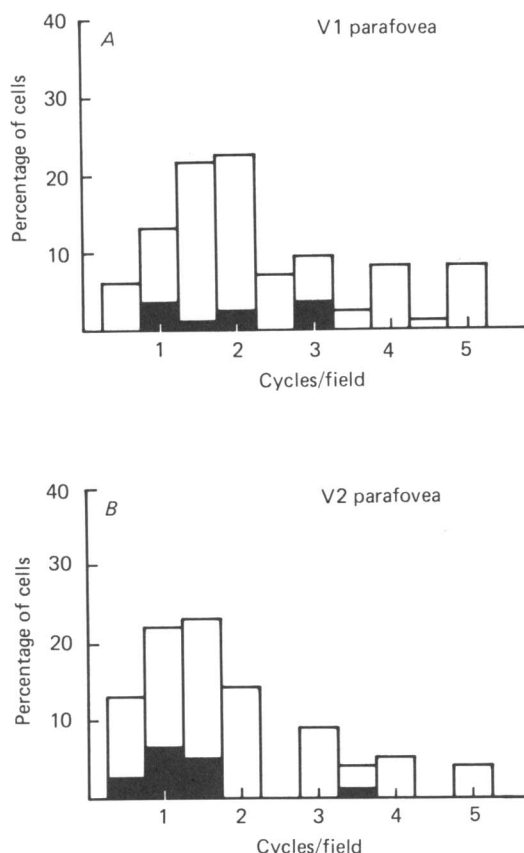 A
V1 parafovea
Percentage of cells
40
30
20
10
1 2 3 4 5
Cycles/field
B
V2 parafovea
Percentage of cells
40
30
20
10
1 2 3 4 5
Cycles/field